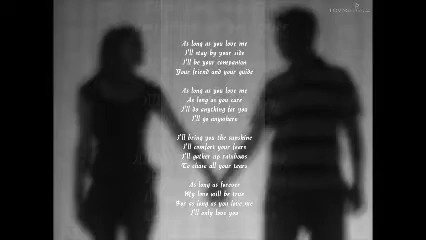 As long as you love me
I'll stay by your side
I'll be your companion
Your friend and your guide
As long as you love me
As long as you care
I'll do anything for you
I'll go anywhere
I'll bring you the sunshine
I'll comfort your fears
I'll gather up rainbows
To chase all your tears
As long as forever
My love will be true
For as long as you love me
I'll only love you